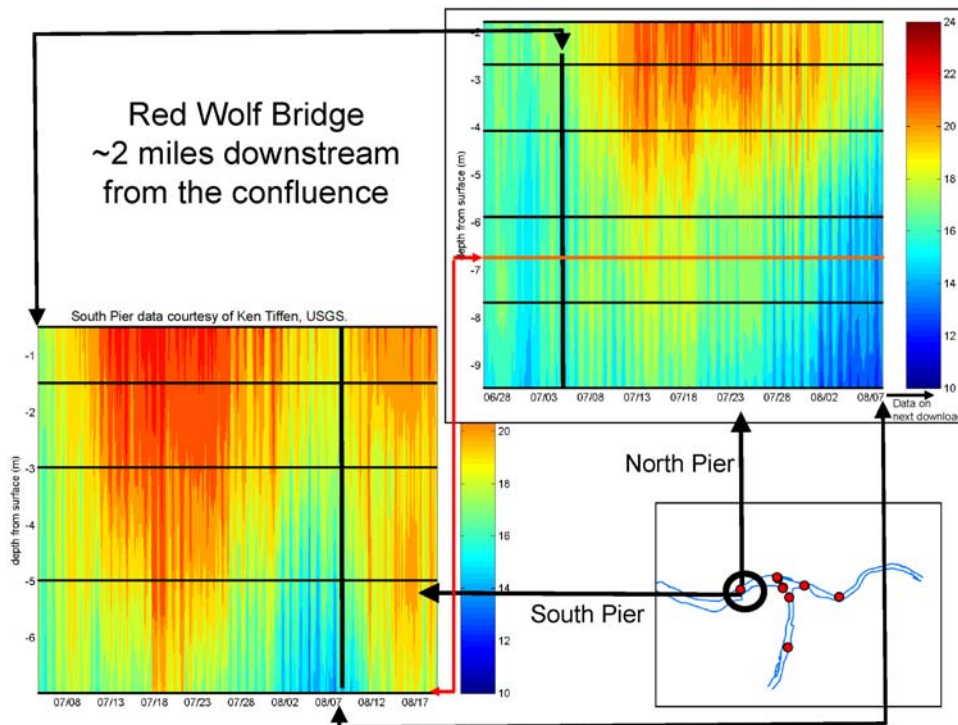 Red Wolf Bridge
~2 miles downstream
from the confluence
depth from surface (m)
-2
-3
-4
-5
-6
-7
-8
-9
06/28 07/03 07/08 07/13 07/18 07/23 07/28 08/02 08/07
24
22
20
18
16
14
12
10
Data on
next download
South Pier data courtesy of Ken Tiffen, USGS.
depth from surface (m)
-1
-2
-3
-4
-5
-6
07/08 07/13 07/18 07/23 07/28 08/02 08/07 08/12 08/17
20
18
16
14
12
10
North Pier
South Pier